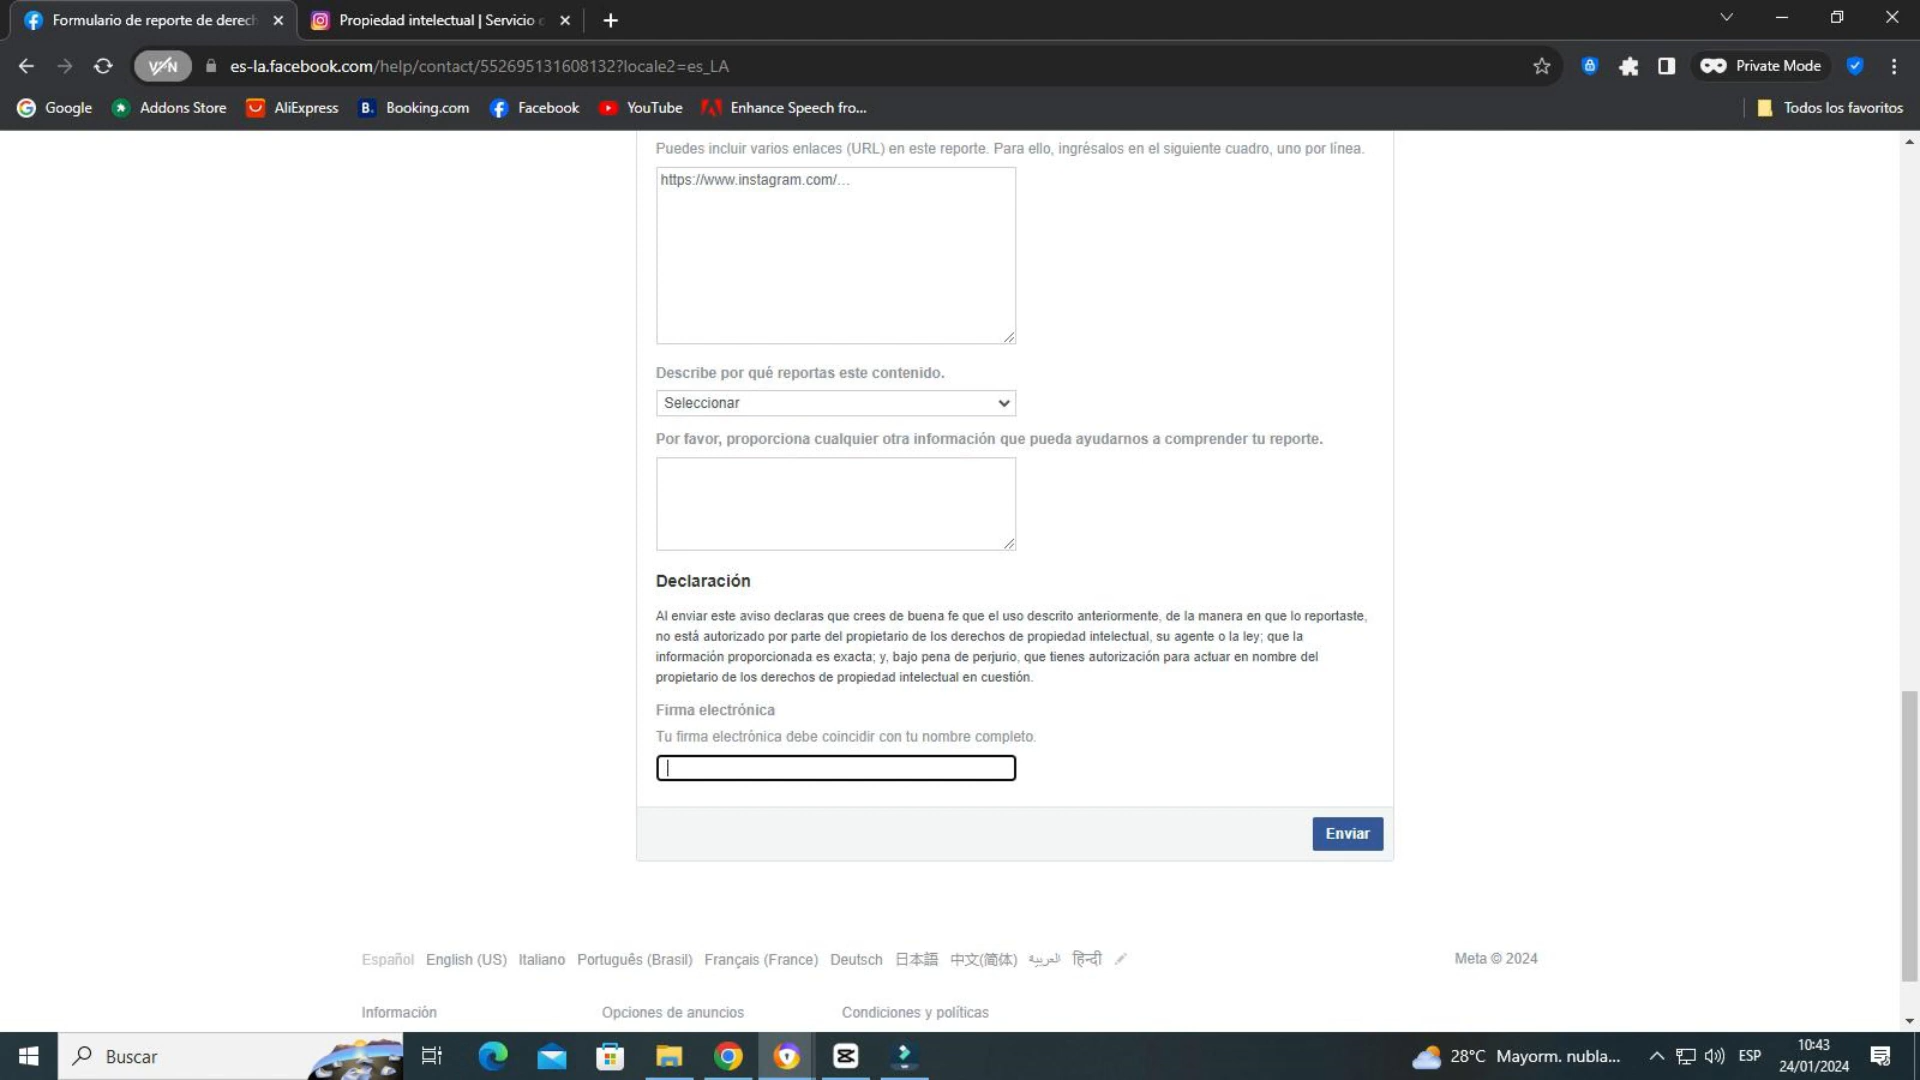 Formulario de reporte de derech
Propiedad intelectual | Servicio
VPN
es-la.facebook.com/help/contact/552695131608132?locale2=es_LA
Private Mode
Google
Addons Store
AliExpress
B. Booking.com
Facebook
YouTube
Enhance Speech fro...
Todos los favoritos
Puedes incluir varios enlaces (URL) en este reporte. Para ello, ingrésalos en el siguiente cuadro, uno por línea.
https://www.instagram.com/…
Describe por qué reportas este contenido.
Seleccionar
Por favor, proporciona cualquier otra información que pueda ayudarnos a comprender tu reporte.
Declaración
Al enviar este aviso declaras que crees de buena fe que el uso descrito anteriormente, de la manera en que lo reportaste,
no está autorizado por parte del propietario de los derechos de propiedad intelectual, su agente o la ley; que la
información proporcionada es exacta; y, bajo pena de perjurio, que tienes autorización para actuar en nombre del
propietario de los derechos de propiedad intelectual en cuestión.
Firma electrónica
Tu firma electrónica debe coincidir con tu nombre completo.
Enviar
Español English (US) Italiano Português (Brasil) Français (France) Deutsch 日本語 中文(简体) العربية हिन्दी
Meta © 2024
Información
Opciones de anuncios
Condiciones y políticas
Buscar
28°C Mayorm. nubla...
ESP
10:43
24/01/2024